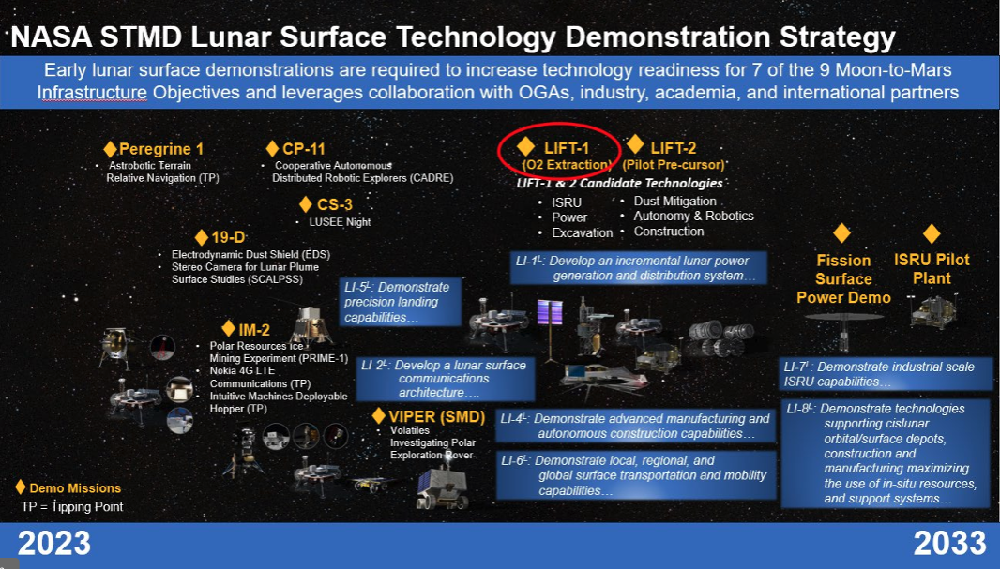 NASA STMD Lunar Surface Technology Demonstration Strategy
Early lunar surface demonstrations are required to increase technology readiness for 7 of the 9 Moon-to-Mars
Infrastructure Objectives and leverages collaboration with OGAs, industry, academia, and international partners
Peregrine 1
• Astrobotic Terrain
Relative Navigation (TP)
CP-11
• Cooperative Autonomous
Distributed Robotic Explorers (CADRE)
CS-3
• LUSEE Night
19-D
• Electrodynamic Dust Shield (EDS)
• Stereo Camera for Lunar Plume
Surface Studies (SCALPSS)
IM-2
• Polar Resources Ice
Mining Experiment (PRIME-1)
• Nokia 4G LTE
Communications (TP)
• Intuitive Machines Deployable
Hopper (TP)
VIPER (SMD)
• Volatiles
Investigating Polar
Exploration Rover
LIFT-1
(O2 Extraction)
LIFT-2
(Pilot Pre-cursor)
LIFT-1 & 2 Candidate Technologies
• ISRU
• Power
• Excavation
• Dust Mitigation
• Autonomy & Robotics
• Construction
LI-1L: Develop an incremental lunar power
generation and distribution system…
LI-5L: Demonstrate
precision landing
capabilities…
LI-2L: Develop a lunar surface
communications
architecture….
LI-4L: Demonstrate advanced manufacturing and
autonomous construction capabilities…
LI-6L: Demonstrate local, regional, and
global surface transportation and mobility
capabilities…
Fission
Surface
Power Demo
ISRU Pilot
Plant
LI-7L: Demonstrate industrial scale
ISRU capabilities…
LI-8L: Demonstrate technologies
supporting cislunar
orbital/surface depots,
construction and
manufacturing maximizing
the use of in-situ resources,
and support systems…
Demo Missions
TP = Tipping Point
2023
2033